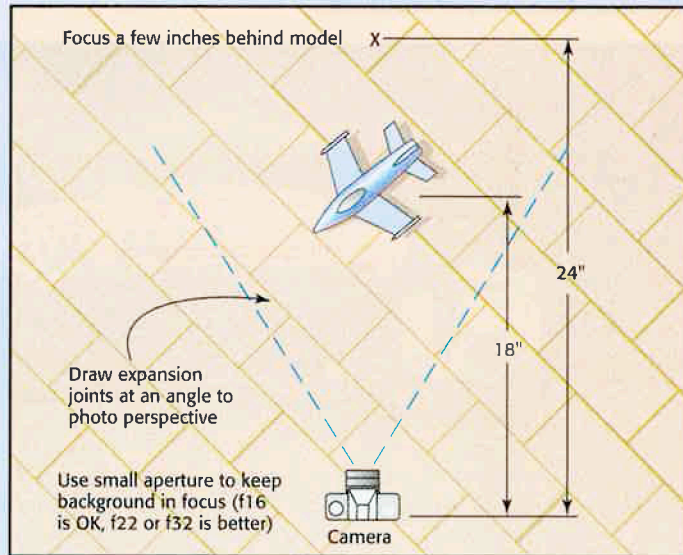 Focus a few inches behind model X
24"
18"
Draw expansion
joints at an angle to
photo perspective
Use small aperture to keep
background in focus (f16
is OK, f22 or f32 is better)
Camera